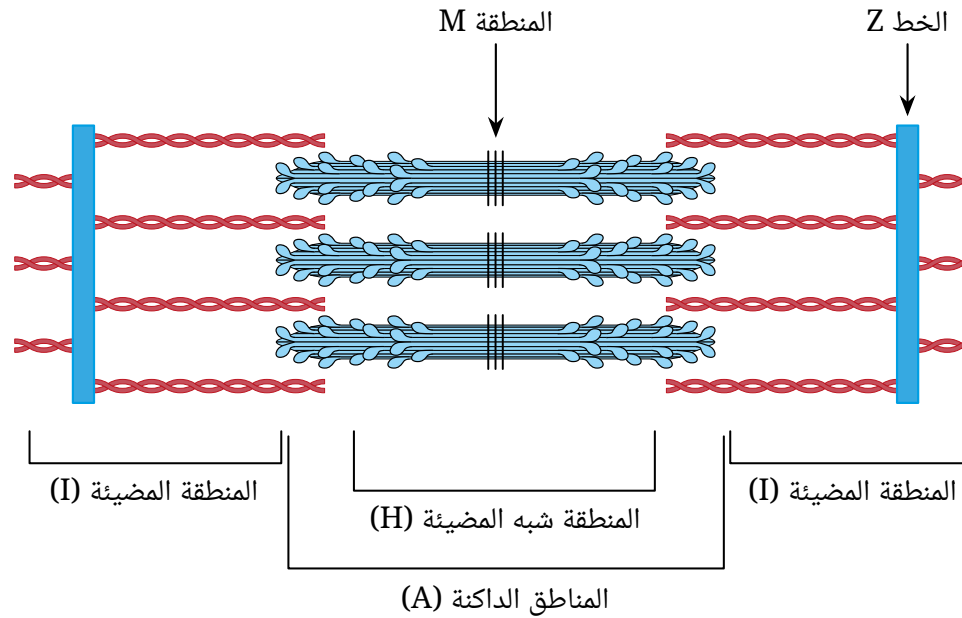 الخط Z
المنطقة M
المنطقة المضيئة (I)
المنطقة المضيئة (I)
المنطقة شبه المضيئة (H)
المناطق الداكنة (A)